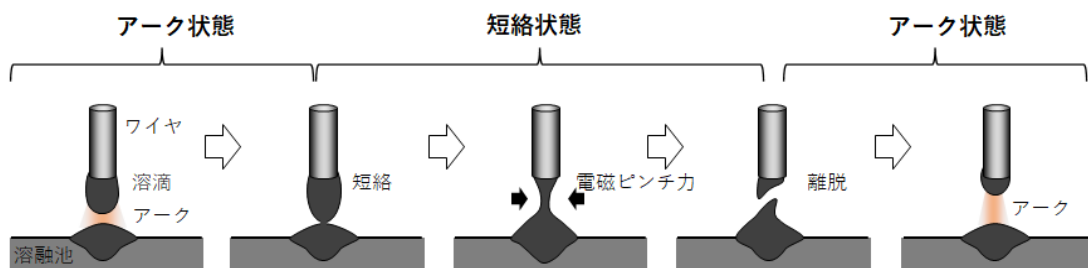 アーク状態
短絡状態
アーク状態
ワイヤ
溶滴
アーク
溶融池
短絡
電磁ピンチ力
離脱
アーク